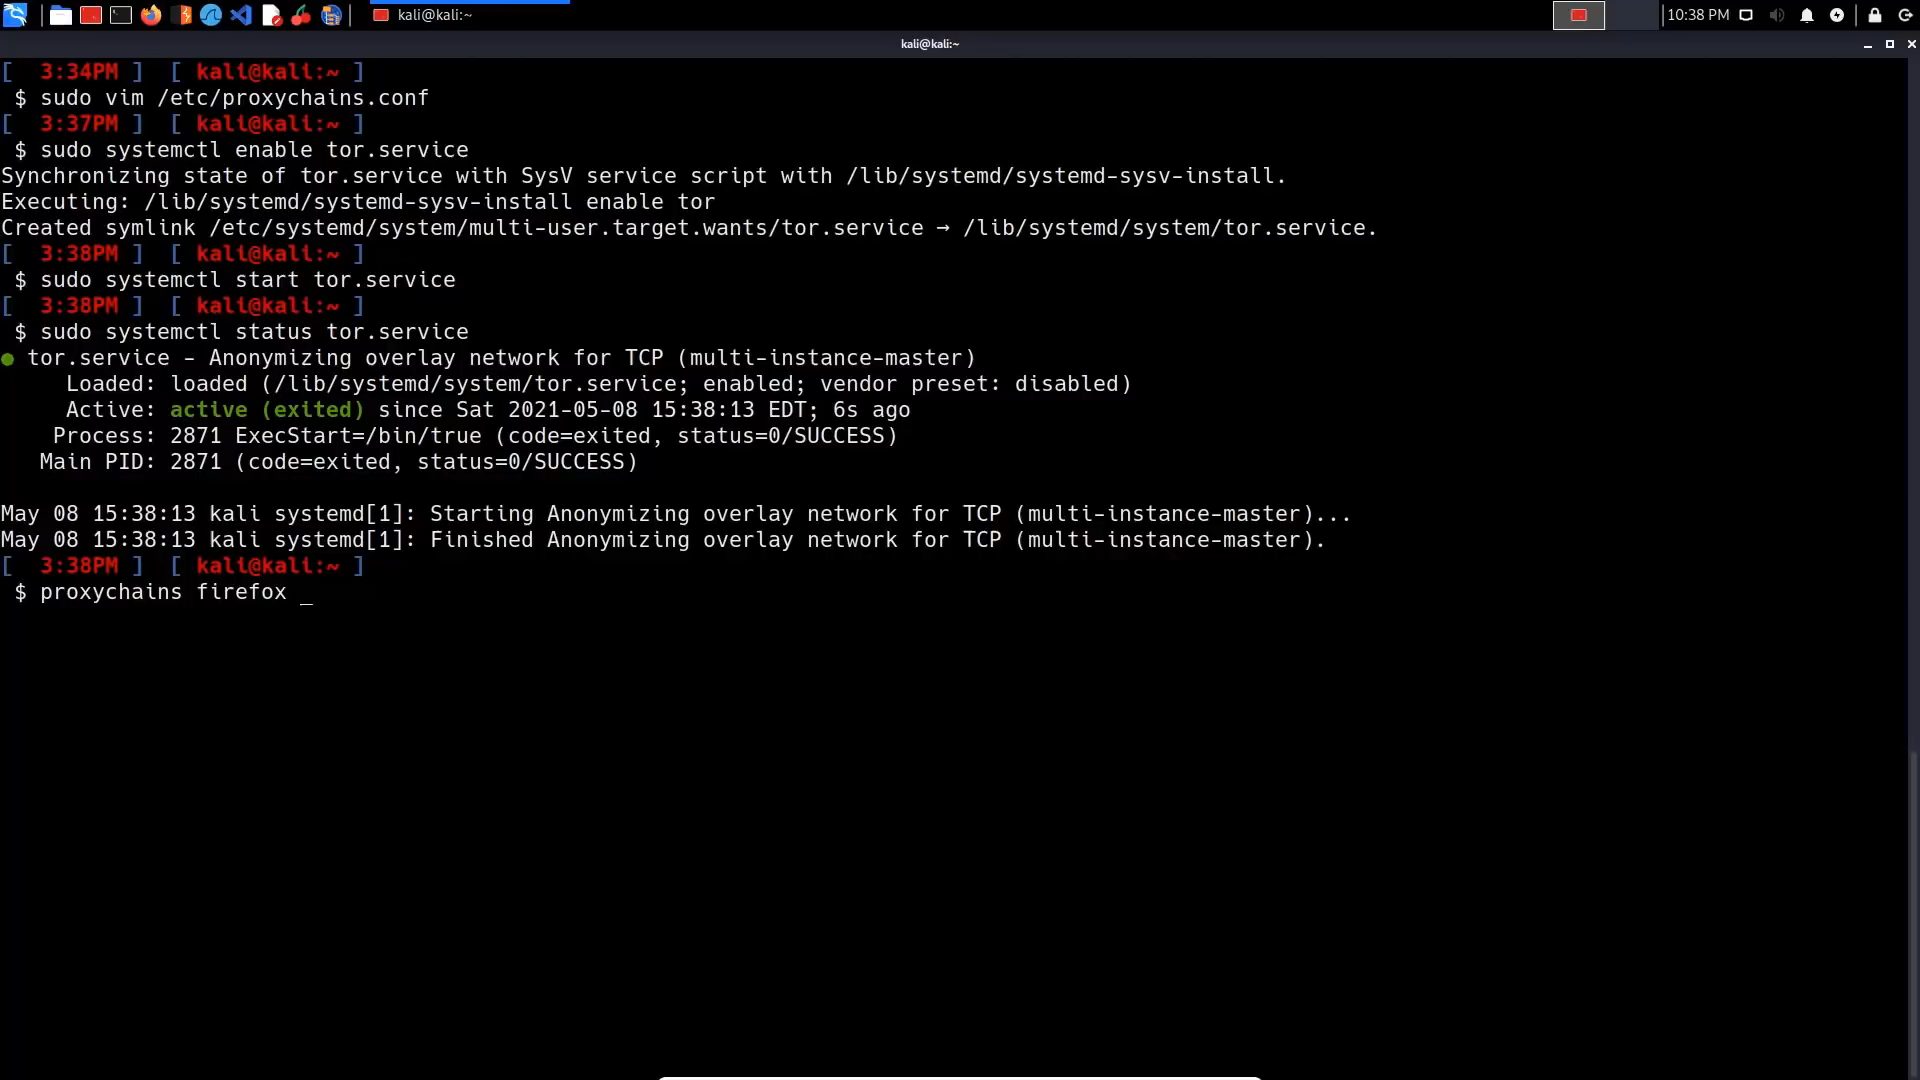 kali@kali:~
10:38 PM
kali@kali:~
[  3:34PM ]  [ kali@kali:~ ]
$ sudo vim /etc/proxychains.conf
[  3:37PM ]  [ kali@kali:~ ]
$ sudo systemctl enable tor.service
Synchronizing state of tor.service with SysV service script with /lib/systemd/systemd-sysv-install.
Executing: /lib/systemd/systemd-sysv-install enable tor
Created symlink /etc/systemd/system/multi-user.target.wants/tor.service → /lib/systemd/system/tor.service.
[  3:38PM ]  [ kali@kali:~ ]
$ sudo systemctl start tor.service
[  3:38PM ]  [ kali@kali:~ ]
$ sudo systemctl status tor.service
● tor.service - Anonymizing overlay network for TCP (multi-instance-master)
Loaded: loaded (/lib/systemd/system/tor.service; enabled; vendor preset: disabled)
Active: active (exited) since Sat 2021-05-08 15:38:13 EDT; 6s ago
Process: 2871 ExecStart=/bin/true (code=exited, status=0/SUCCESS)
Main PID: 2871 (code=exited, status=0/SUCCESS)
May 08 15:38:13 kali systemd[1]: Starting Anonymizing overlay network for TCP (multi-instance-master)...
May 08 15:38:13 kali systemd[1]: Finished Anonymizing overlay network for TCP (multi-instance-master).
[  3:38PM ]  [ kali@kali:~ ]
$ proxychains firefox _